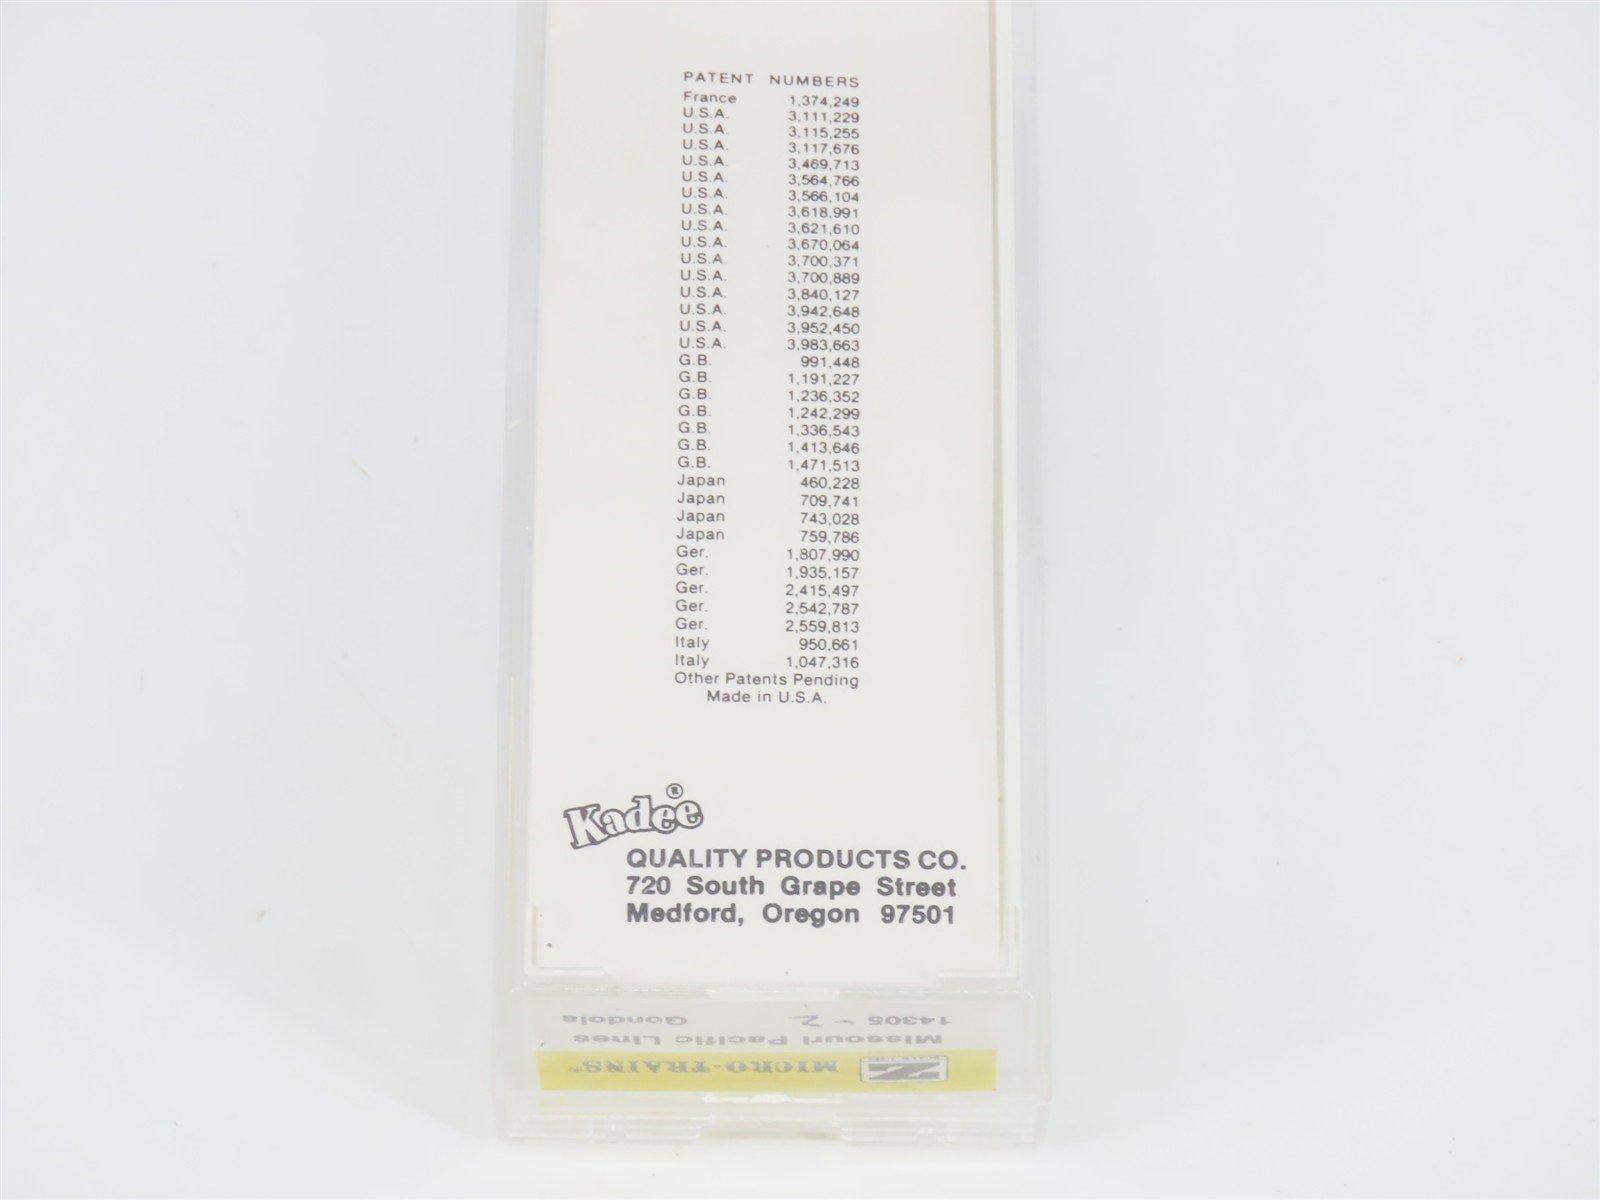 PATENT NUMBERS
France 1,374,249
U.S.A. 3,111,229
U.S.A. 3,115,255
U.S.A. 3,117,676
U.S.A. 3,469,713
U.S.A. 3,564,766
U.S.A. 3,566,104
U.S.A. 3,618,991
U.S.A. 3,621,610
U.S.A. 3,670,064
U.S.A. 3,700,371
U.S.A. 3,700,889
U.S.A. 3,840,127
U.S.A. 3,942,648
U.S.A. 3,952,450
U.S.A. 3,983,663
G.B. 991,448
G.B. 1,191,227
G.B. 1,236,352
G.B. 1,242,299
G.B. 1,336,543
G.B. 1,413,646
G.B. 1,471,513
Japan 460,228
Japan 709,741
Japan 743,028
Japan 759,786
Ger. 1,807,990
Ger. 1,935,157
Ger. 2,415,497
Ger. 2,542,787
Ger. 2,559,813
Italy 950,661
Italy 1,047,316
Other Patents Pending
Made in U.S.A.
Kadee®
QUALITY PRODUCTS CO.
720 South Grape Street
Medford, Oregon 97501
14305-2 Gondola
Missouri Pacific Lines
Z MICRO-TRAINS®